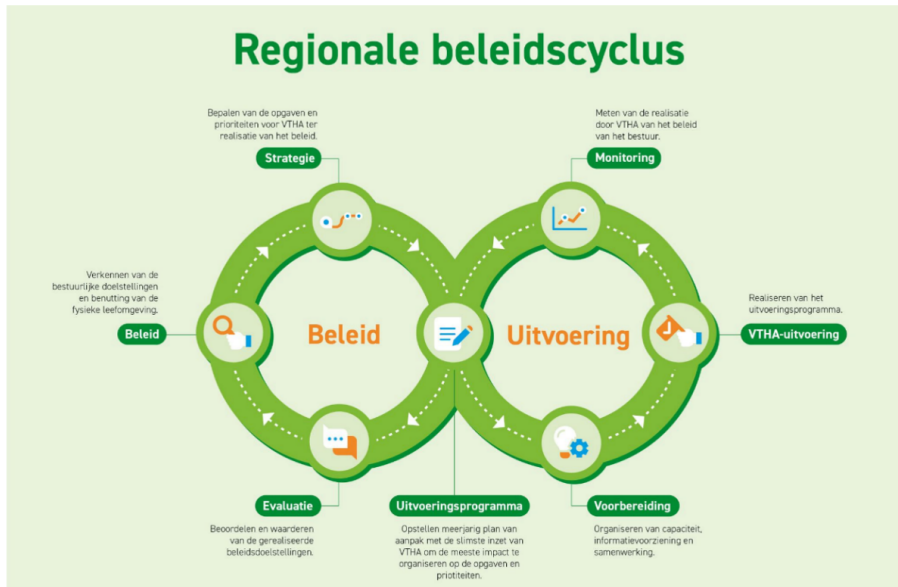 Regionale beleidscyclus
Bepalen van de opgaven en
prioriteiten voor VTHA ter
realisatie van het beleid.
Strategie
Meten van de realisatie
door VTHA van het beleid
van het bestuur.
Monitoring
Verkennen van de
bestuurlijke doelstellingen
en benutting van de
fysieke leefomgeving.
Beleid
Beleid
Uitvoering
Realiseren van het
uitvoeringsprogramma.
VTHA-uitvoering
Evaluatie
Beoordelen en waarderen
van de gerealiseerde
beleidsdoelstellingen.
Uitvoeringsprogramma
Opstellen meerjarig plan van
aanpak met de slimste inzet van
VTHA om de meeste impact te
organiseren op de opgaven en
priotiteiten.
Voorbereiding
Organiseren van capaciteit,
informatievoorziening en
samenwerking.